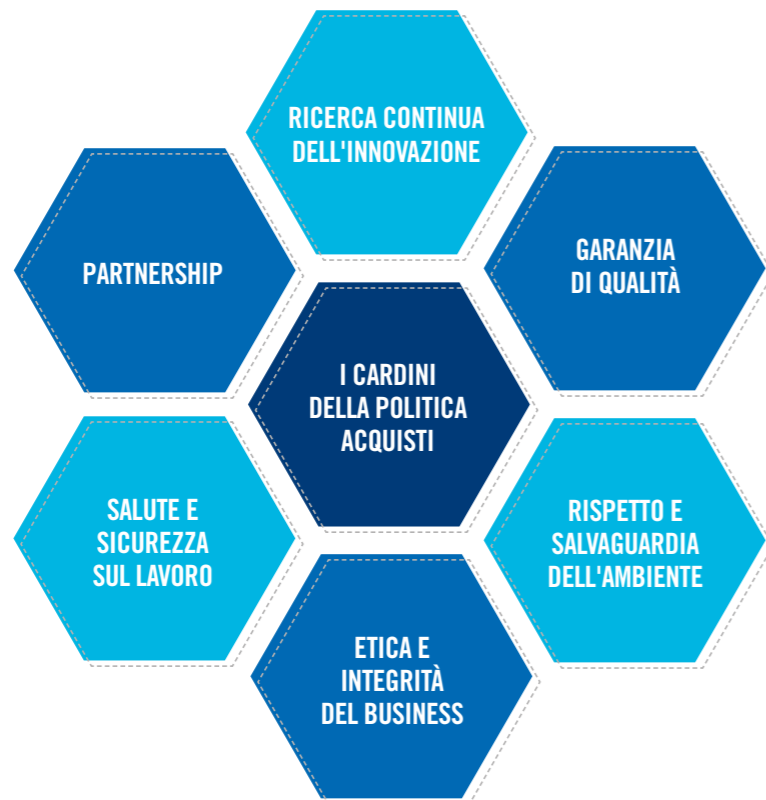 RICERCA CONTINUA
DELL'INNOVAZIONE
PARTNERSHIP
GARANZIA
DI QUALITÀ
I CARDINI
DELLA POLITICA
ACQUISTI
SALUTE E
SICUREZZA
SUL LAVORO
RISPETTO E
SALVAGUARDIA
DELL'AMBIENTE
ETICA E
INTEGRITÀ
DEL BUSINESS